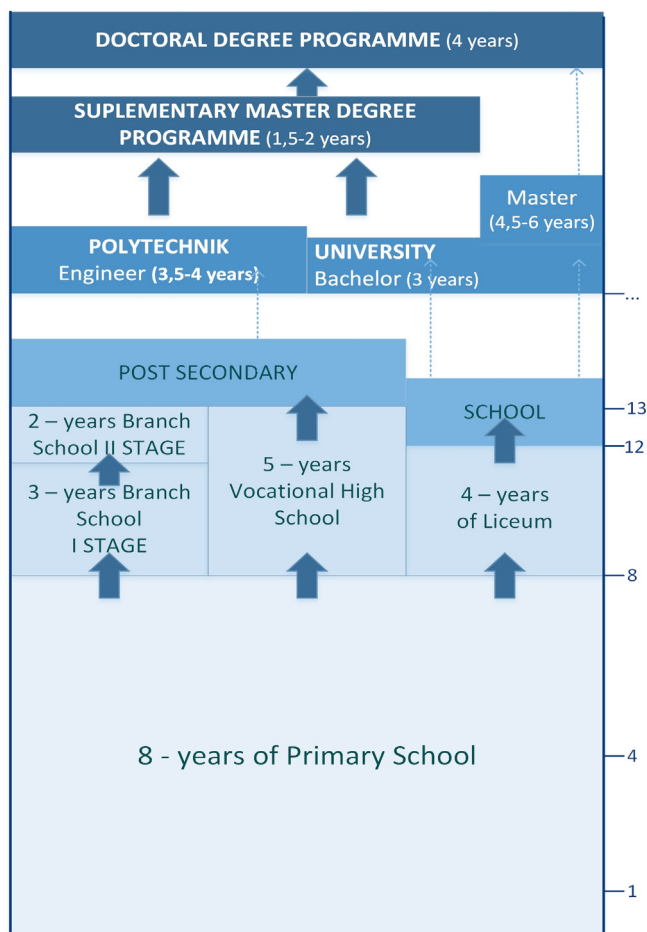 DOCTORAL DEGREE PROGRAMME (4 years)
SUPLEMENTARY MASTER DEGREE
PROGRAMME (1,5-2 years)
Master
(4,5-6 years)
POLYTECHNIK
Engineer (3,5-4 years)
UNIVERSITY
Bachelor (3 years)
...
POST SECONDARY
SCHOOL
13
12
2 – years Branch
School II STAGE
3 – years Branch
School
I STAGE
5 – years
Vocational High
School
4 – years
of Liceum
8
8 - years of Primary School
4
1